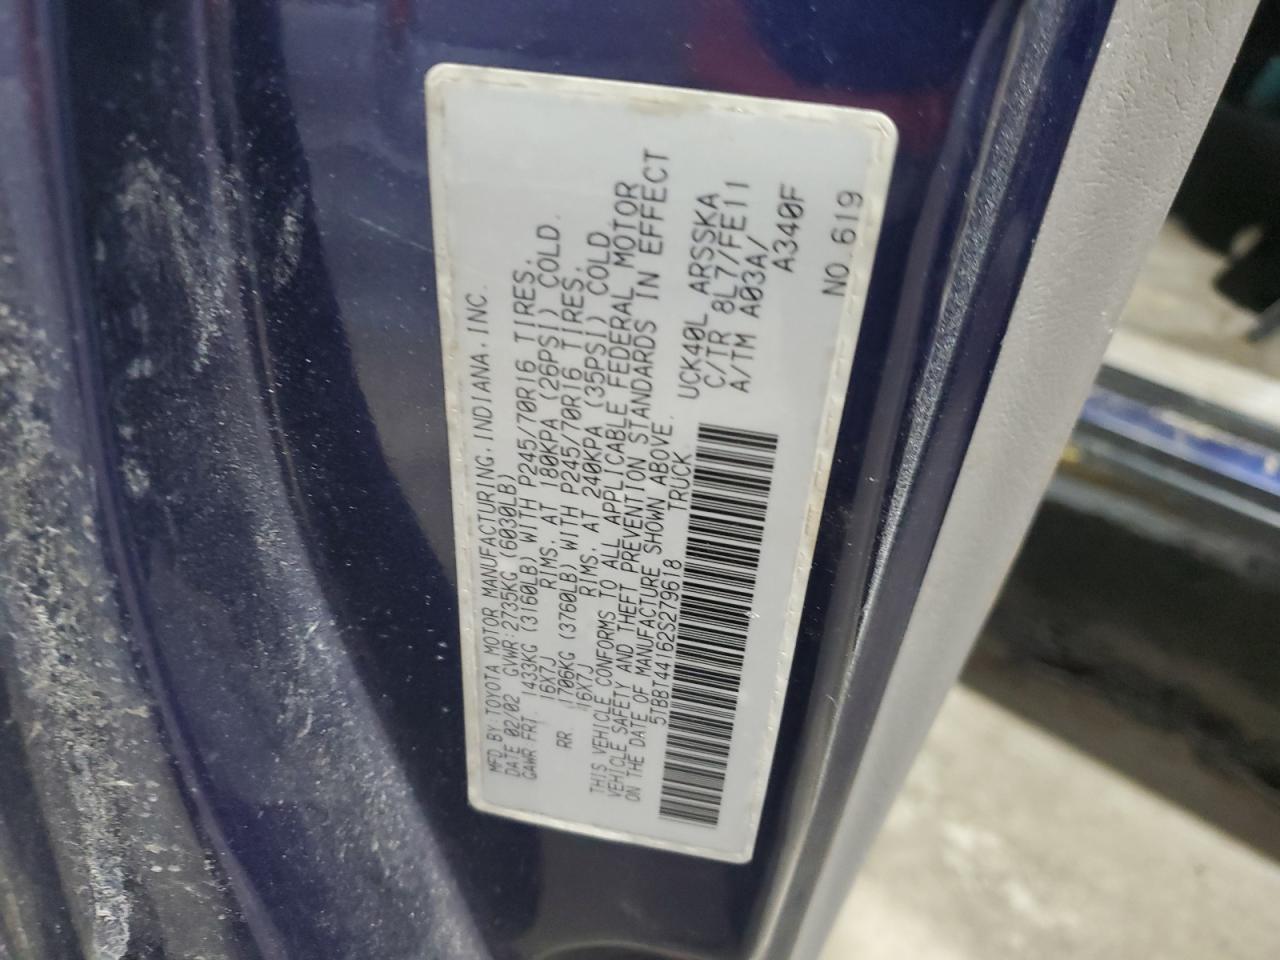 MFD BY: TOYOTA MOTOR MANUFACTURING. INDIANA. INC.
DATE 02/02 GVWR: 2735KG (6030LB)
GAWR FRT. 1433KG (3160LB) WITH P245/70R16 TIRES.
16X7J RIMS. AT 180KPA (26PSI) COLD.
RR 1706KG (3760LB) WITH P245/70R16 TIRES.
16X7J RIMS. AT 240KPA (35PSI) COLD.
THIS VEHICLE CONFORMS TO ALL APPLICABLE FEDERAL MOTOR
VEHICLE SAFETY AND THEFT PREVENTION STANDARDS IN EFFECT
ON THE DATE OF MANUFACTURE SHOWN ABOVE.
5TBBT44162S279618 TRUCK
UCK40L ARSSKA
C/TR 8L7/FE11
A/TM A03A/
A340F
NO. 619